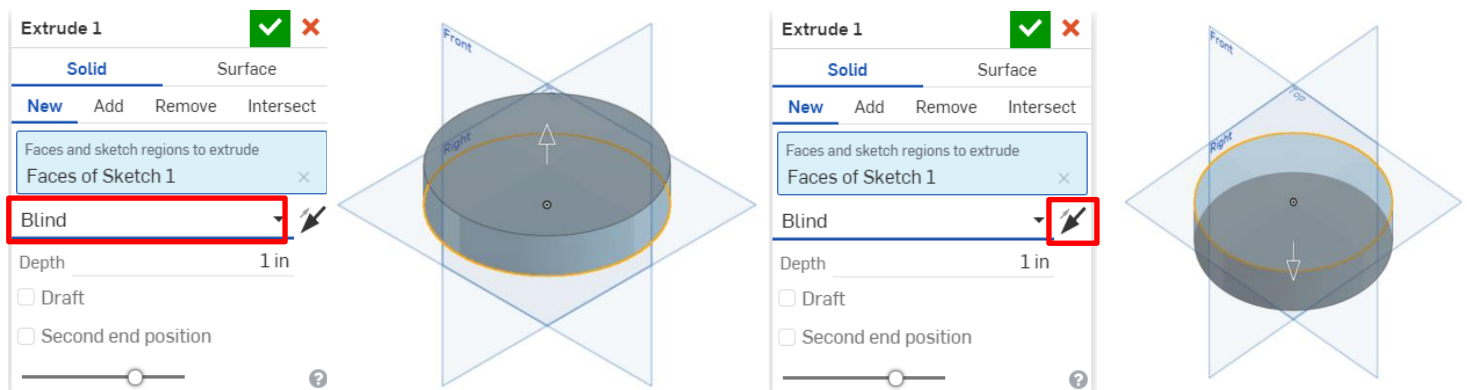 Extrude 1
Solid Surface
New Add Remove Intersect
Faces and sketch regions to extrude
Faces of Sketch 1
Blind
Depth 1 in
Draft
Second end position
Front
Right
Extrude 1
Solid Surface
New Add Remove Intersect
Faces and sketch regions to extrude
Faces of Sketch 1
Blind
Depth 1 in
Draft
Second end position
Front
Top
Right